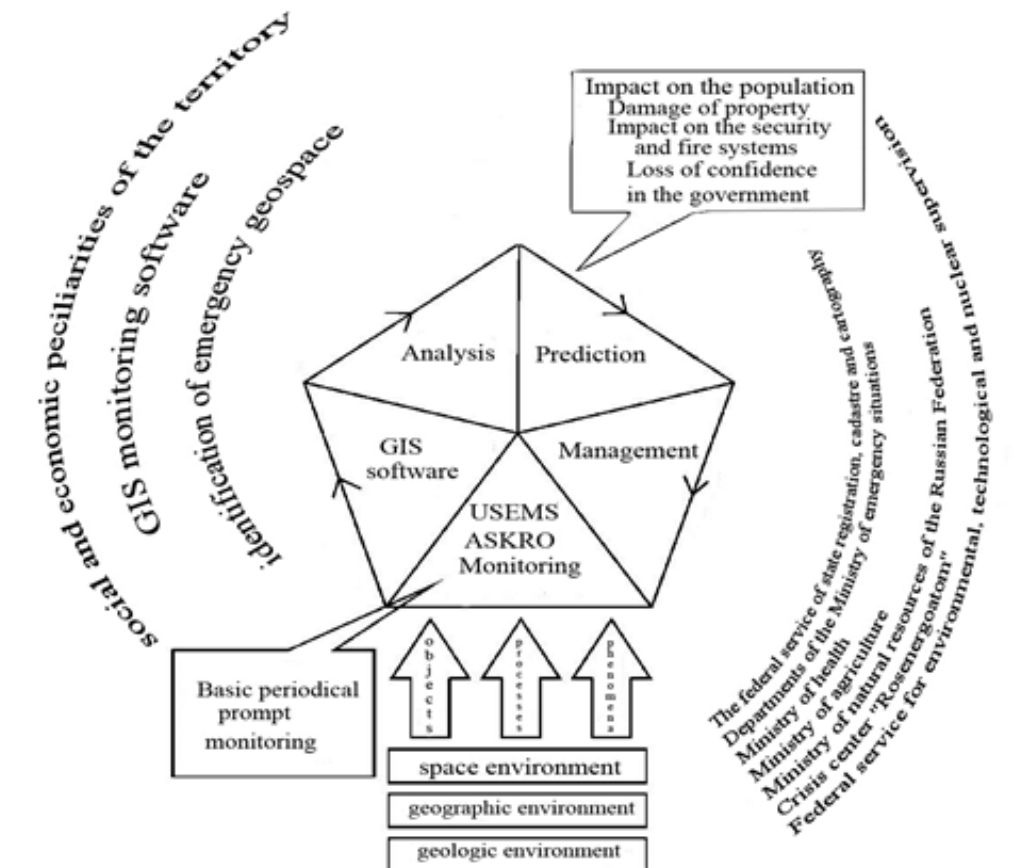 social and economic peciliarities of the territory
GIS monitoring software
identification of emergency geospace
Impact on the population
Damage of property
Impact on the security
and fire systems
Loss of confidence
in the government
Analysis
Prediction
GIS
software
Management
USEMS
ASKRO
Monitoring
Basic periodical
prompt
monitoring
objects
processes
phenomena
space environment
geographic environment
geologic environment
The federal service of state registration, cadastre and cartography
Departments of the Ministry of emergency situations
Ministry of health
Ministry of agriculture
Ministry of natural resources of the Russian Federation
Crisis center "Rosenergoatom"
Federal service for environmental, technological and nuclear supervision